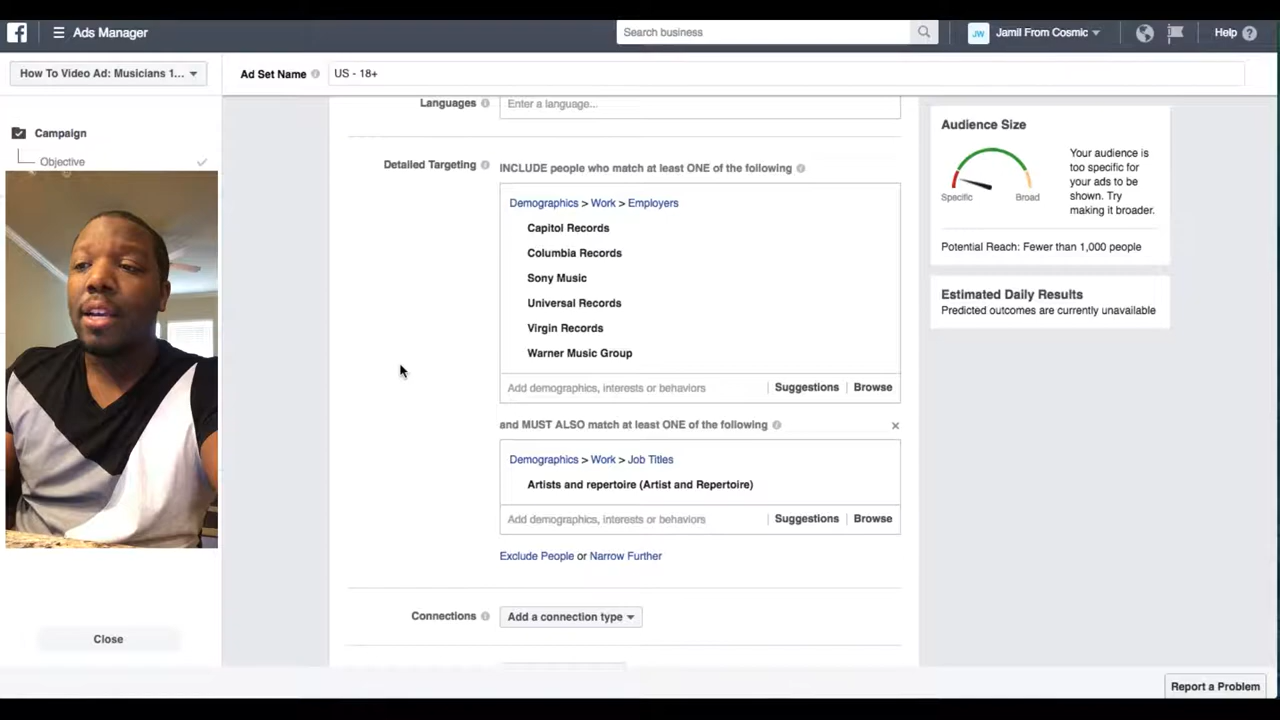 Ads Manager
Search business
JW
Jamil From Cosmic
Help
How To Video Ad: Musicians 1...
Ad Set Name
US - 18+
Campaign
Objective
Close
Languages
Enter a language...
Detailed Targeting
INCLUDE people who match at least ONE of the following
Demographics > Work > Employers
Capitol Records
Columbia Records
Sony Music
Universal Records
Virgin Records
Warner Music Group
Add demographics, interests or behaviors
Suggestions
Browse
and MUST ALSO match at least ONE of the following
Demographics > Work > Job Titles
Artists and repertoire (Artist and Repertoire)
Add demographics, interests or behaviors
Suggestions
Browse
Exclude People or Narrow Further
Connections
Add a connection type
Audience Size
Specific
Broad
Your audience is
too specific for
your ads to be
shown. Try
making it broader.
Potential Reach: Fewer than 1,000 people
Estimated Daily Results
Predicted outcomes are currently unavailable
Report a Problem